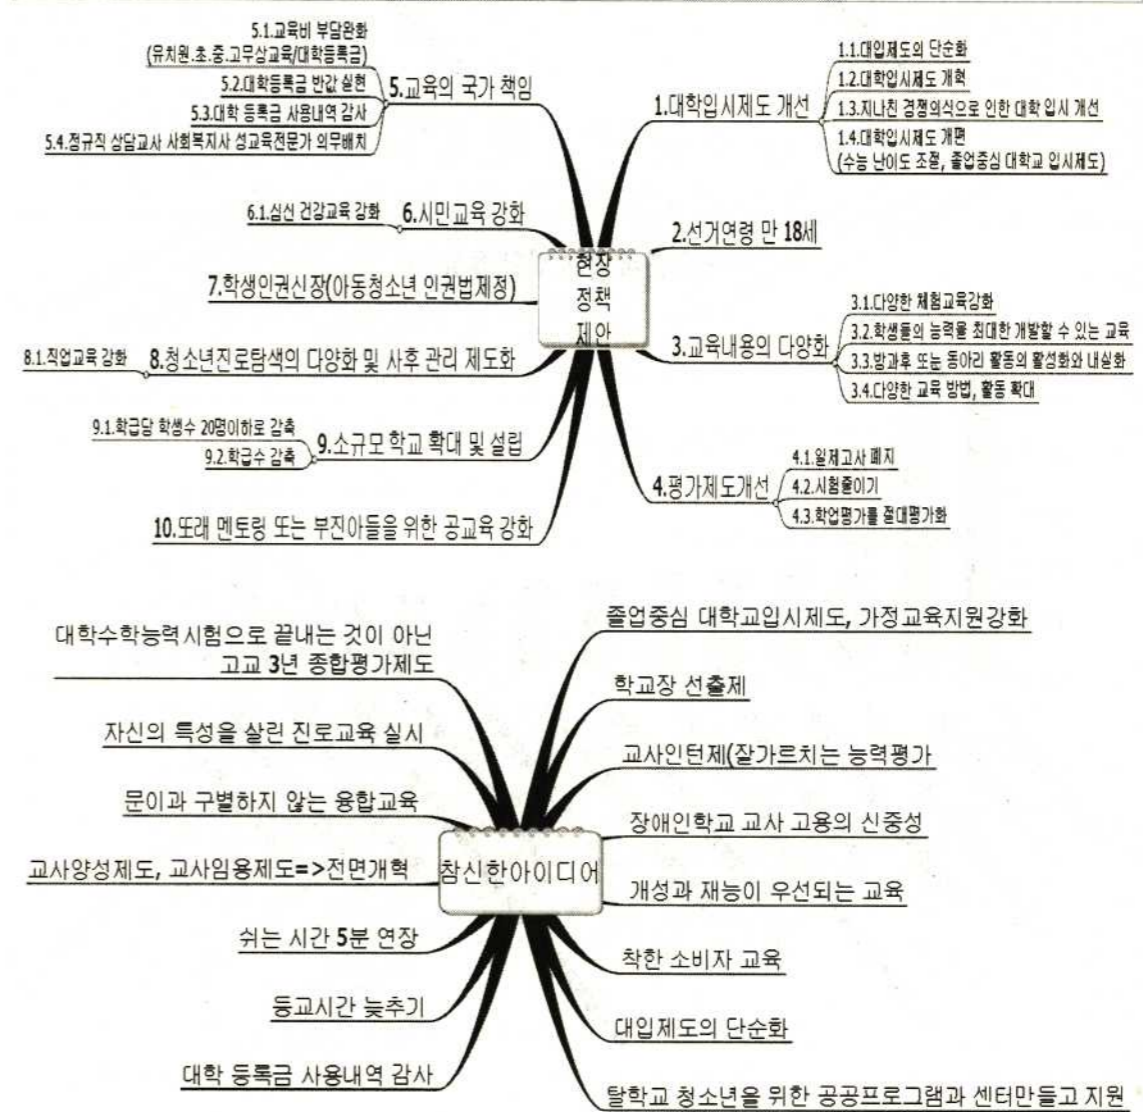 현장
정책
제안
1.대학입시제도 개선
1.1.대입제도의 단순화
1.2.대학입시제도 개혁
1.3.지나친 경쟁의식으로 인한 대학 입시 개선
1.4.대학입시제도 개편
(수능 난이도 조절, 졸업중심 대학교 입시제도)
2.선거연령 만 18세
3.교육내용의 다양화
3.1.다양한 체험교육강화
3.2.학생들의 능력을 최대한 개발할 수 있는 교육
3.3.방과후 또는 동아리 활동의 활성화와 내실화
3.4.다양한 교육 방법, 활동 확대
4.평가제도개선
4.1.일제고사 폐지
4.2.시험줄이기
4.3.학업평가를 절대평가화
5.교육의 국가 책임
5.1.교육비 부담완화
(유치원.초.중.고무상교육/대학등록금)
5.2.대학등록금 반값 실현
5.3.대학 등록금 사용내역 감사
5.4.정규직 상담교사 사회복지사 성교육전문가 의무배치
6.시민교육 강화
6.1.심신 건강교육 강화
7.학생인권신장(아동청소년 인권법제정)
8.청소년진로탐색의 다양화 및 사후 관리 제도화
8.1.직업교육 강화
9.소규모 학교 확대 및 설립
9.1.학급당 학생수 20명이하로 감축
9.2.학급수 감축
10.또래 멘토링 또는 부진아들을 위한 공교육 강화
참신한아이디어
졸업중심 대학교입시제도, 가정교육지원강화
학교장 선출제
교사인턴제(잘가르치는 능력평가
장애인학교 교사 고용의 신중성
개성과 재능이 우선되는 교육
착한 소비자 교육
대입제도의 단순화
탈학교 청소년을 위한 공공프로그램과 센터만들고 지원
대학수학능력시험으로 끝내는 것이 아닌
고교 3년 종합평가제도
자신의 특성을 살린 진로교육 실시
문이과 구별하지 않는 융합교육
교사양성제도, 교사임용제도=>전면개혁
쉬는 시간 5분 연장
등교시간 늦추기
대학 등록금 사용내역 감사